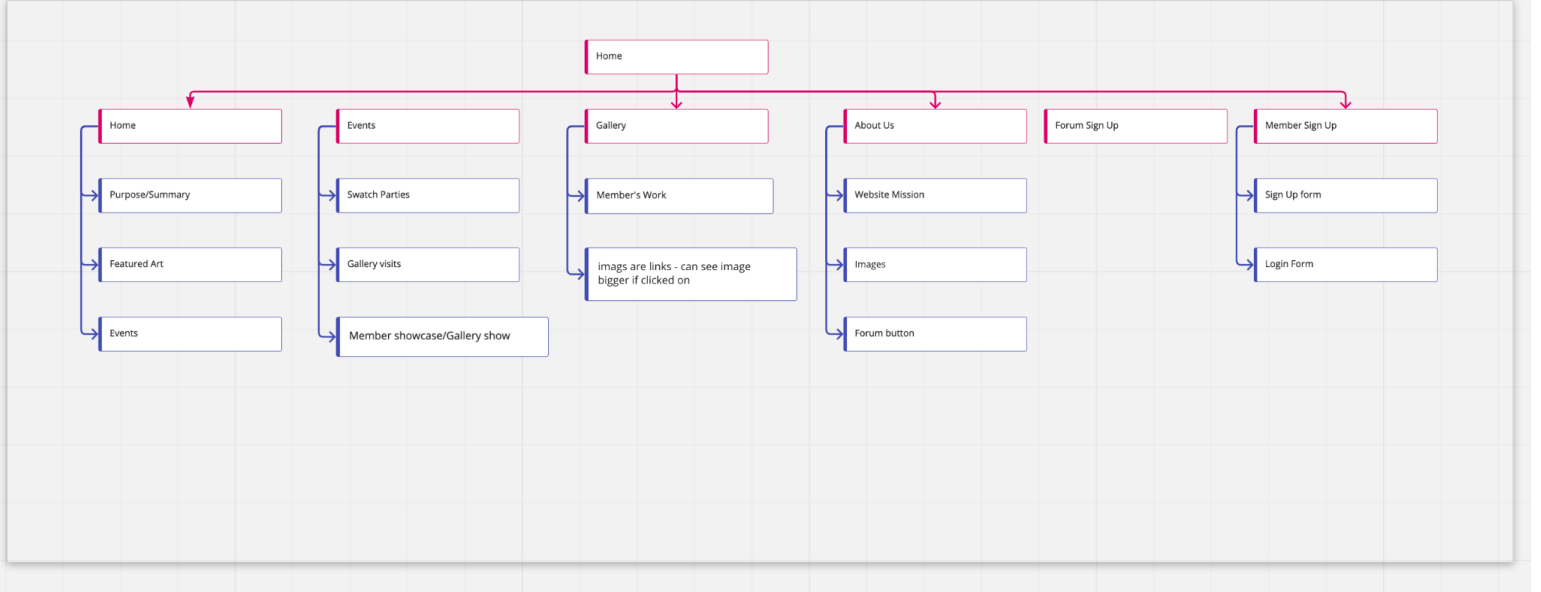 Home
Home
Events
Gallery
About Us
Forum Sign Up
Member Sign Up
Purpose/Summary
Swatch Parties
Member's Work
Website Mission
Sign Up form
Featured Art
Gallery visits
imags are links - can see image
bigger if clicked on
Images
Login Form
Events
Member showcase/Gallery show
Forum button